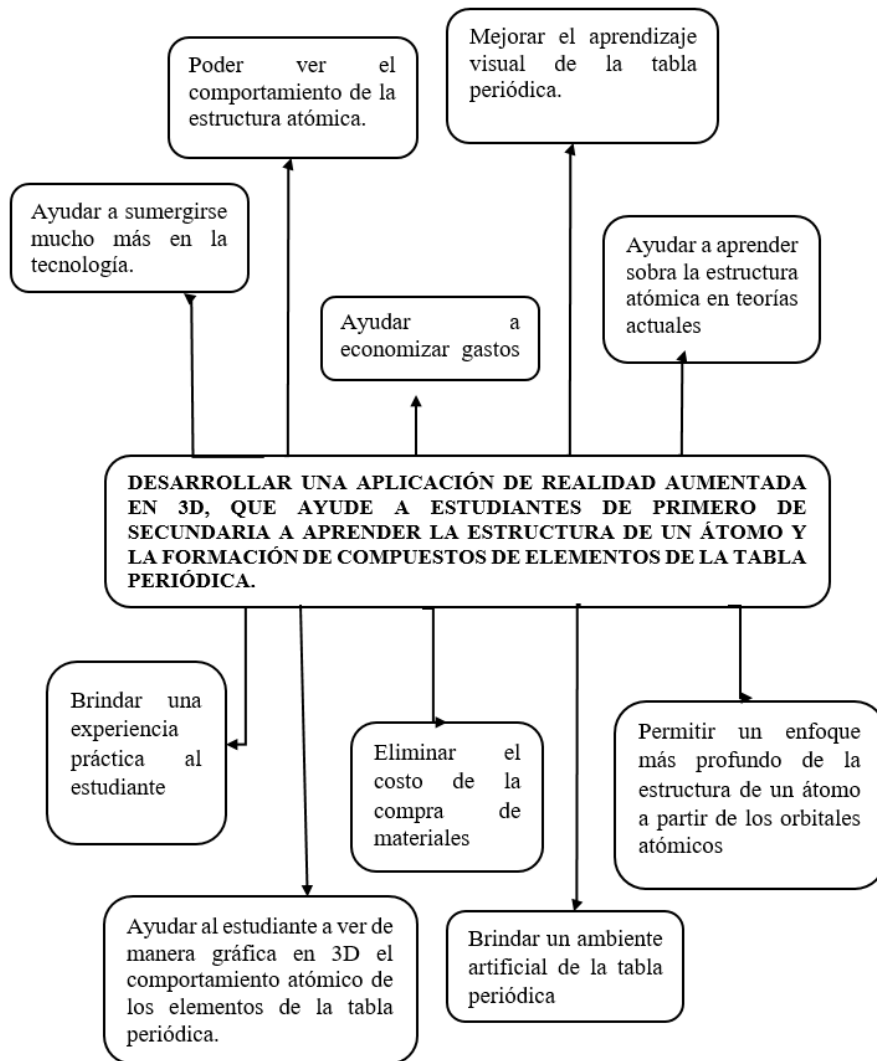 Poder ver el
comportamiento de la
estructura atómica.
Mejorar el aprendizaje
visual de la tabla
periódica.
Ayudar a sumergirse
mucho más en la
tecnología.
Ayudar a
economizar gastos
Ayudar a aprender
sobra la estructura
atómica en teorías
actuales
DESARROLLAR UNA APLICACIÓN DE REALIDAD AUMENTADA
EN 3D, QUE AYUDE A ESTUDIANTES DE PRIMERO DE
SECUNDARIA A APRENDER LA ESTRUCTURA DE UN ÁTOMO Y
LA FORMACIÓN DE COMPUESTOS DE ELEMENTOS DE LA TABLA
PERIÓDICA.
Brindar una
experiencia
práctica al
estudiante
Eliminar el
costo de la
compra de
materiales
Permitir un enfoque
más profundo de la
estructura de un átomo
a partir de los orbitales
atómicos
Ayudar al estudiante a ver de
manera gráfica en 3D el
comportamiento atómico de
los elementos de la tabla
periódica.
Brindar un ambiente
artificial de la tabla
periódica